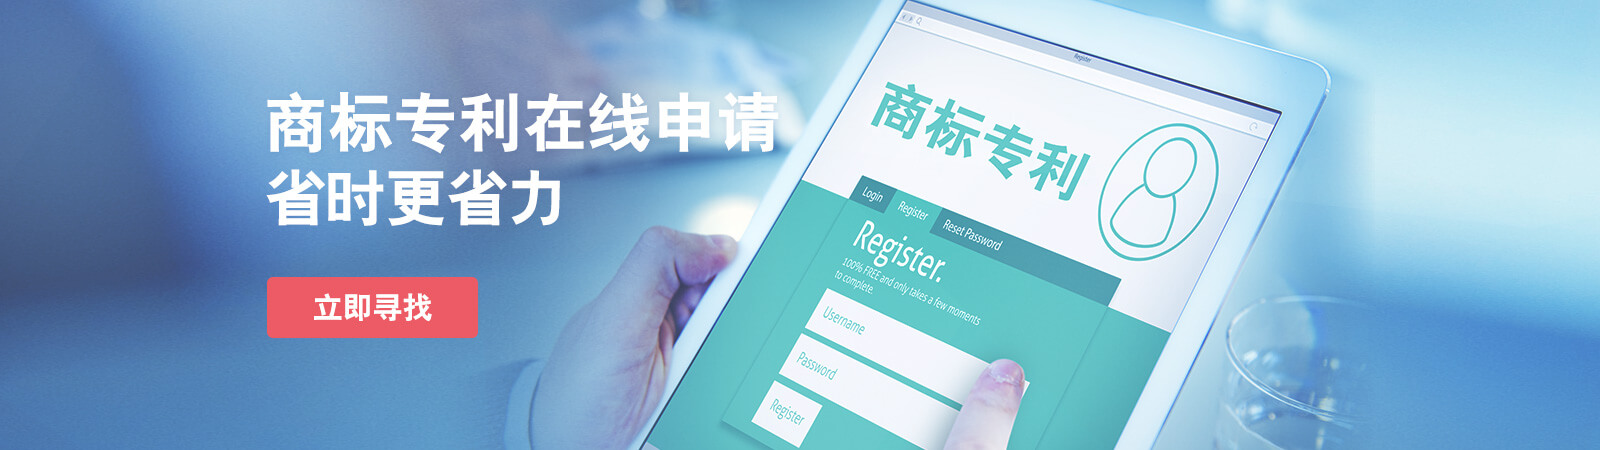 商标专利在线申请
省时更省力
立即寻找
Register
商标专利
Login
Register
Reset Password
Register.
100% FREE and only takes a few moments
to complete
Username
Password
Register